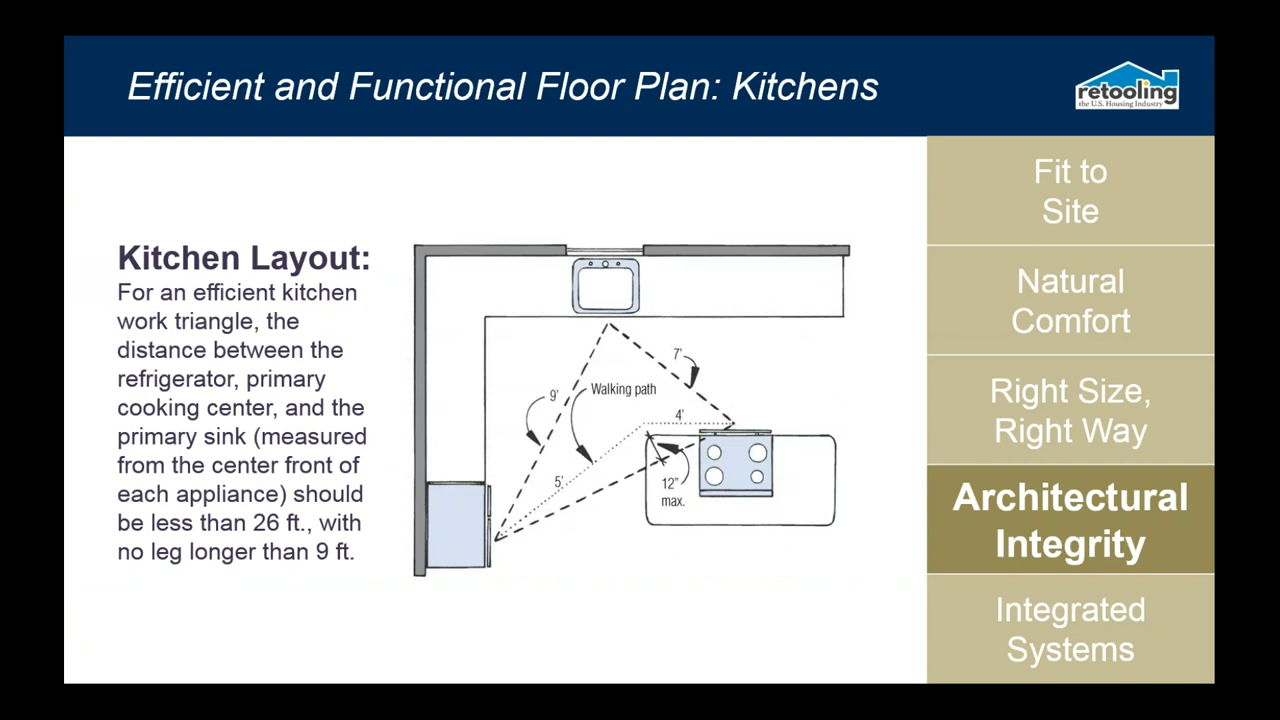 Efficient and Functional Floor Plan: Kitchens
retooling
the U.S. Housing Industry
Kitchen Layout:
For an efficient kitchen
work triangle, the
distance between the
refrigerator, primary
cooking center, and the
primary sink (measured
from the center front of
each appliance) should
be less than 26 ft., with
no leg longer than 9 ft.
7'
9'
Walking path
4'
5'
12"
max.
Fit to
Site
Natural
Comfort
Right Size,
Right Way
Architectural
Integrity
Integrated
Systems